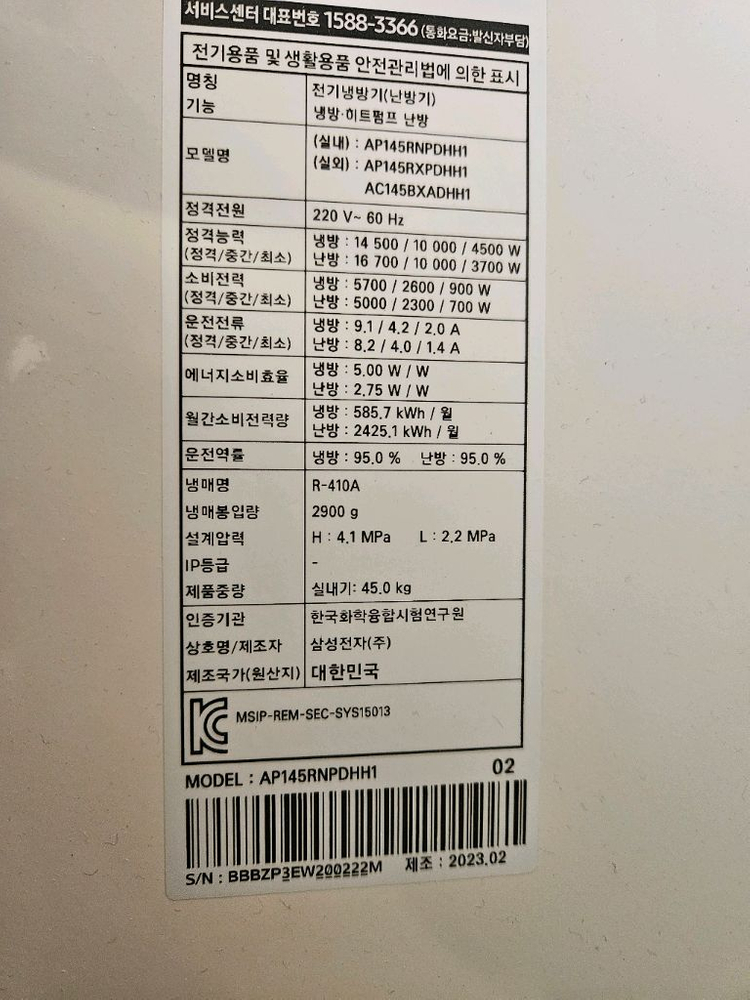 서비스센터 대표번호 1588-3366 (통화요금:발신자부담)
전기용품 및 생활용품 안전관리법에 의한 표시
명칭 전기냉방기(난방기)
기능 냉방·히트펌프 난방
모델명 (실내) : AP145RNPDHH1
(실외) : AP145RXPDHH1
AC145BXADHH1
정격전원 220 V~ 60 Hz
정격능력 냉방 : 14 500 / 10 000 / 4500 W
(정격/중간/최소) 난방 : 16 700 / 10 000 / 3700 W
소비전력 냉방 : 5700 / 2600 / 900 W
(정격/중간/최소) 난방 : 5000 / 2300 / 700 W
운전전류 냉방 : 9.1 / 4.2 / 2.0 A
(정격/중간/최소) 난방 : 8.2 / 4.0 / 1.4 A
에너지소비효율 냉방 : 5.00 W / W
난방 : 2.75 W / W
월간소비전력량 냉방 : 585.7 kWh / 월
난방 : 2425.1 kWh / 월
운전역률 냉방 : 95.0 % 난방 : 95.0 %
냉매명 R-410A
냉매봉입량 2900 g
설계압력 H : 4.1 MPa L : 2.2 MPa
IP등급 -
제품중량 실내기: 45.0 kg
인증기관 한국화학융합시험연구원
상호명/제조자 삼성전자(주)
제조국가(원산지) 대한민국
KC MSIP-REM-SEC-SYS15013
MODEL : AP145RNPDHH1 02
S/N : BBBZP3EW200222M 제조 : 2023.02